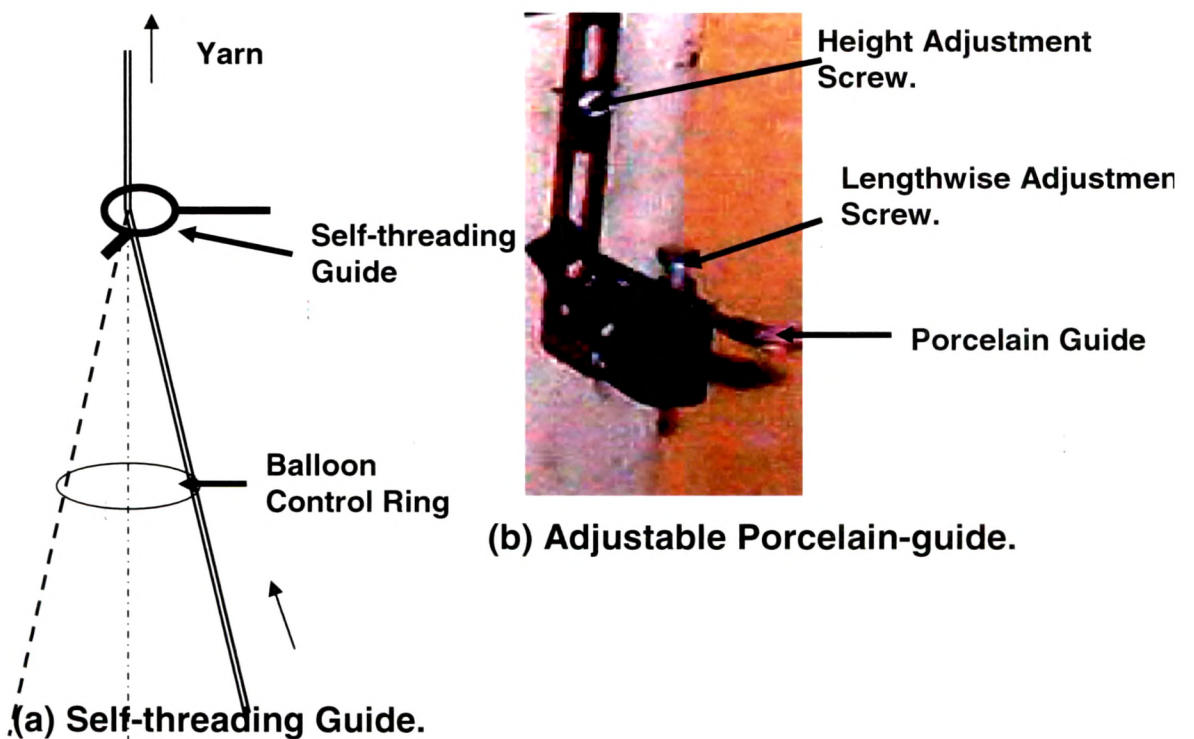 Yarn
Self-threading
Guide
Balloon
Control Ring
(a) Self-threading Guide.
Height Adjustment
Screw.
Lengthwise Adjustmen
Screw.
Porcelain Guide
(b) Adjustable Porcelain-guide.